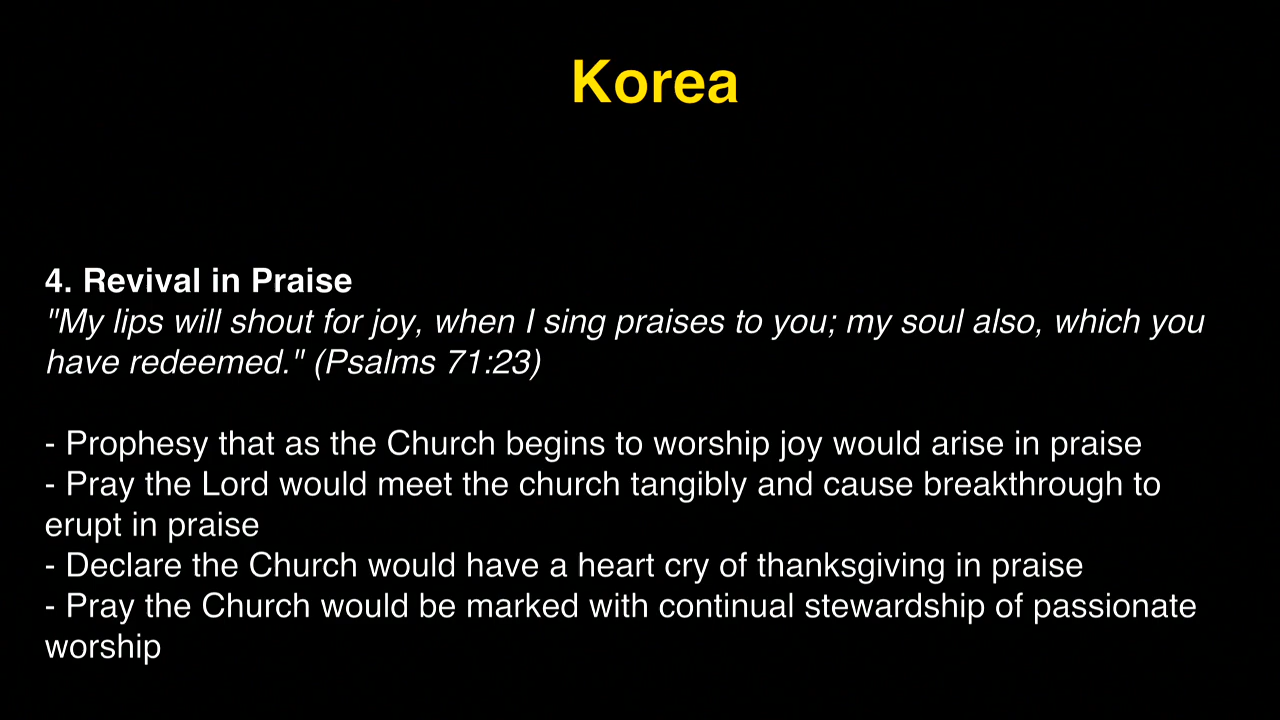 Korea
4. Revival in Praise
"My lips will shout for joy, when I sing praises to you; my soul also, which you
have redeemed." (Psalms 71:23)
- Prophesy that as the Church begins to worship joy would arise in praise
- Pray the Lord would meet the church tangibly and cause breakthrough to
erupt in praise
- Declare the Church would have a heart cry of thanksgiving in praise
- Pray the Church would be marked with continual stewardship of passionate
worship